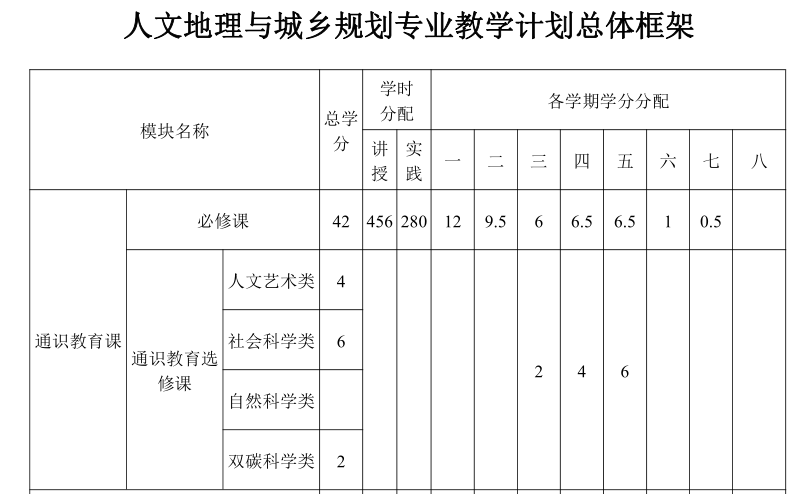 人文地理与城乡规划专业教学计划总体框架
模块名称 总学分 学时分配 各学期学分分配
讲授 实践 一 二 三 四 五 六 七 八
通识教育课 必修课 42 456 280 12 9.5 6 6.5 6.5 1 0.5
通识教育选修课 人文艺术类 4
社会科学类 6
2 4 6
自然科学类
双碳科学类 2